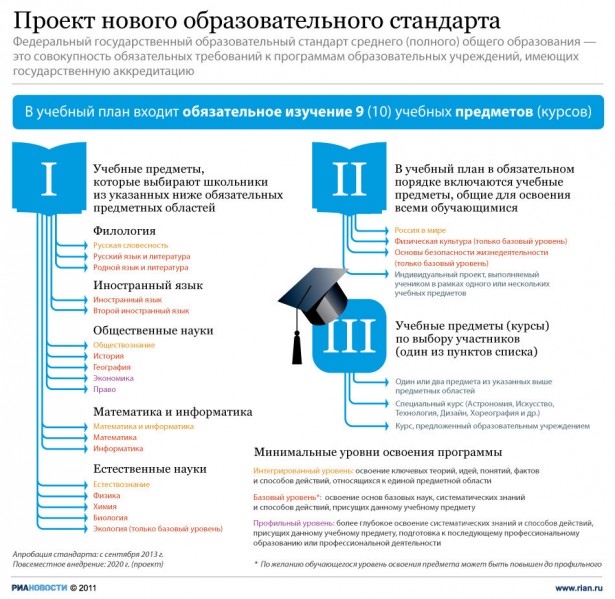 Проект нового образовательного стандарта
Федеральный государственный образовательный стандарт среднего (полного) общего образования —
это совокупность обязательных требований к программам образовательных учреждений, имеющих
государственную аккредитацию
В учебный план входит обязательное изучение 9 (10) учебных предметов (курсов)
I
Учебные предметы,
которые выбирают школьники
из указанных ниже обязательных
предметных областей
Филология
Русская словесность
Русский язык и литература
Родной язык и литература
Иностранный язык
Иностранный язык
Второй иностранный язык
Общественные науки
Обществознание
История
География
Экономика
Право
Математика и информатика
Математика и информатика
Математика
Информатика
Естественные науки
Естествознание
Физика
Химия
Биология
Экология (только базовый уровень)
II
В учебный план в обязательном
порядке включаются учебные
предметы, общие для освоения
всеми обучающимися
Россия в мире
Физическая культура (только базовый уровень)
Основы безопасности жизнедеятельности
(только базовый уровень)
Индивидуальный проект, выполняемый
учеником в рамках одного или нескольких
учебных предметов
III
Учебные предметы (курсы)
по выбору участников
(один из пунктов списка)
Один или два предмета из указанных выше
предметных областей
Специальный курс (Астрономия, Искусство,
Технология, Дизайн, Хореография и др.)
Курс, предложенный образовательным учреждением
Минимальные уровни освоения программы
Интегрированный уровень: освоение ключевых теорий, идей, понятий, фактов
и способов действий, относящихся к единой предметной области
Базовый уровень*: освоение основ базовых наук, систематических знаний
и способов действий, присущих данному учебному предмету
Профильный уровень: более глубокое освоение систематических знаний и способов действий,
присущих данному учебному предмету, подготовка к последующему профессиональному
образованию или профессиональной деятельности
Апробация стандарта: с сентября 2013 г.
Повсеместное внедрение: 2020 г. (проект)
* По желанию обучающегося уровень освоения предмета может быть повышен до профильного
РИАНОВОСТИ © 2011
www.rian.ru